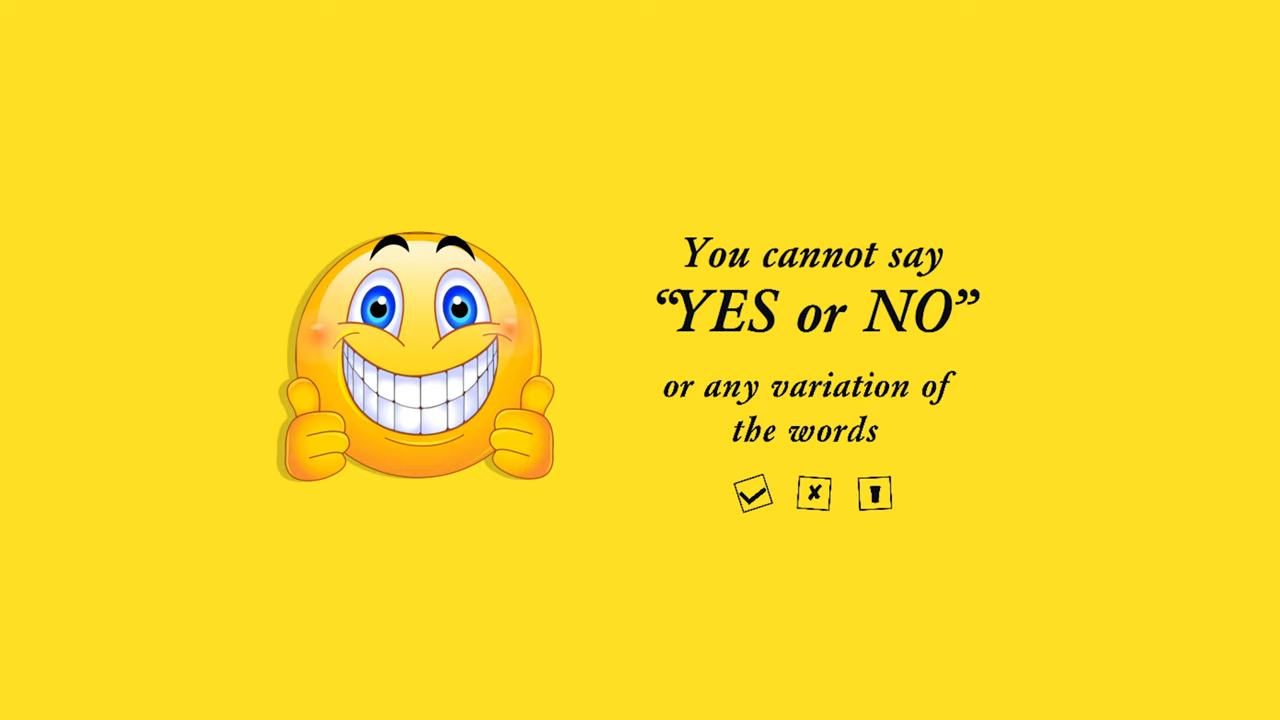 You cannot say
“YES or NO”
or any variation of
the words